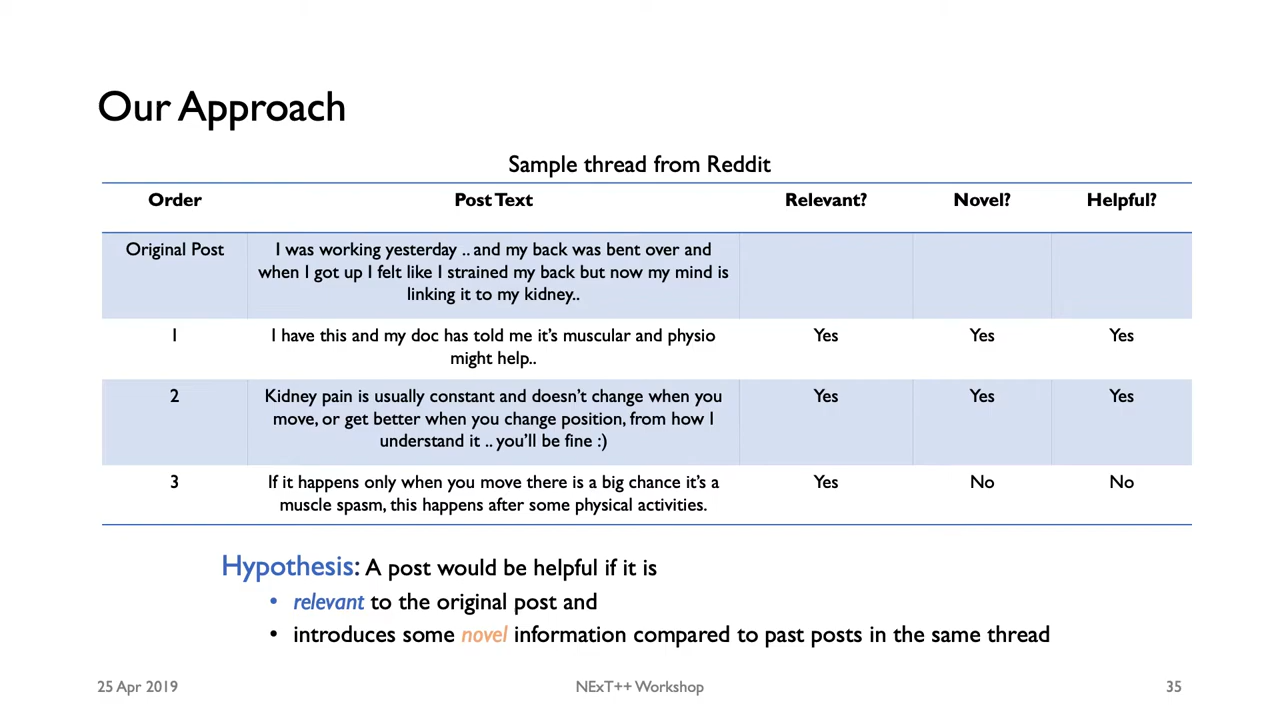 Our Approach
Sample thread from Reddit
Order Post Text Relevant? Novel? Helpful?
Original Post I was working yesterday .. and my back was bent over and
when I got up I felt like I strained my back but now my mind is
linking it to my kidney..
1 I have this and my doc has told me it’s muscular and physio Yes Yes Yes
might help..
2 Kidney pain is usually constant and doesn’t change when you Yes Yes Yes
move, or get better when you change position, from how I
understand it .. you’ll be fine :)
3 If it happens only when you move there is a big chance it’s a Yes No No
muscle spasm, this happens after some physical activities.
Hypothesis: A post would be helpful if it is
• relevant to the original post and
• introduces some novel information compared to past posts in the same thread
25 Apr 2019 NExT++ Workshop 35